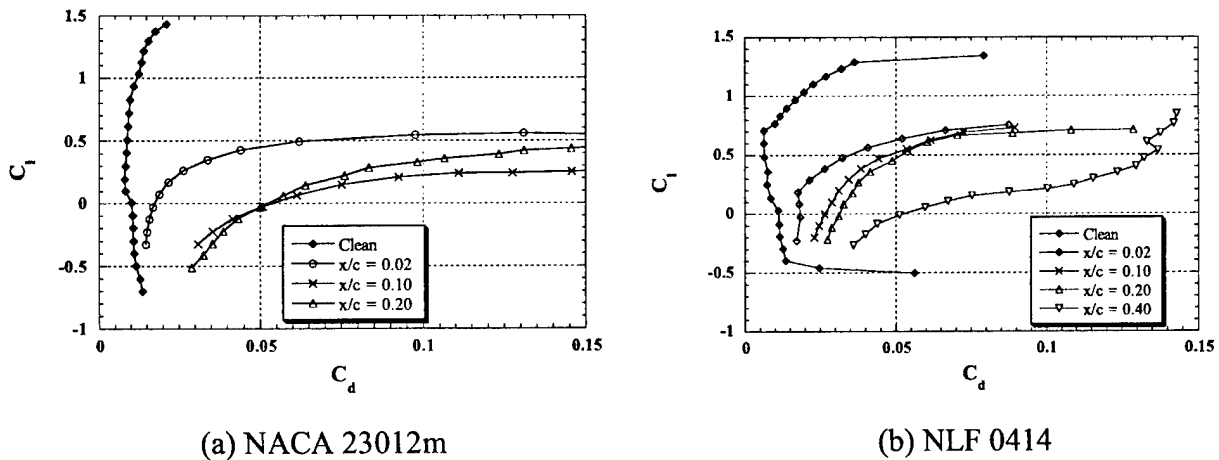 1.5
1
0.5
0
-0.5
-1
C_l
Clean
x/c = 0.02
x/c = 0.10
x/c = 0.20
0
0.05
0.1
0.15
C_d
(a) NACA 23012m
1.5
1
0.5
0
-0.5
-1
C_l
Clean
x/c = 0.02
x/c = 0.10
x/c = 0.20
x/c = 0.40
0
0.05
0.1
0.15
C_d
(b) NLF 0414